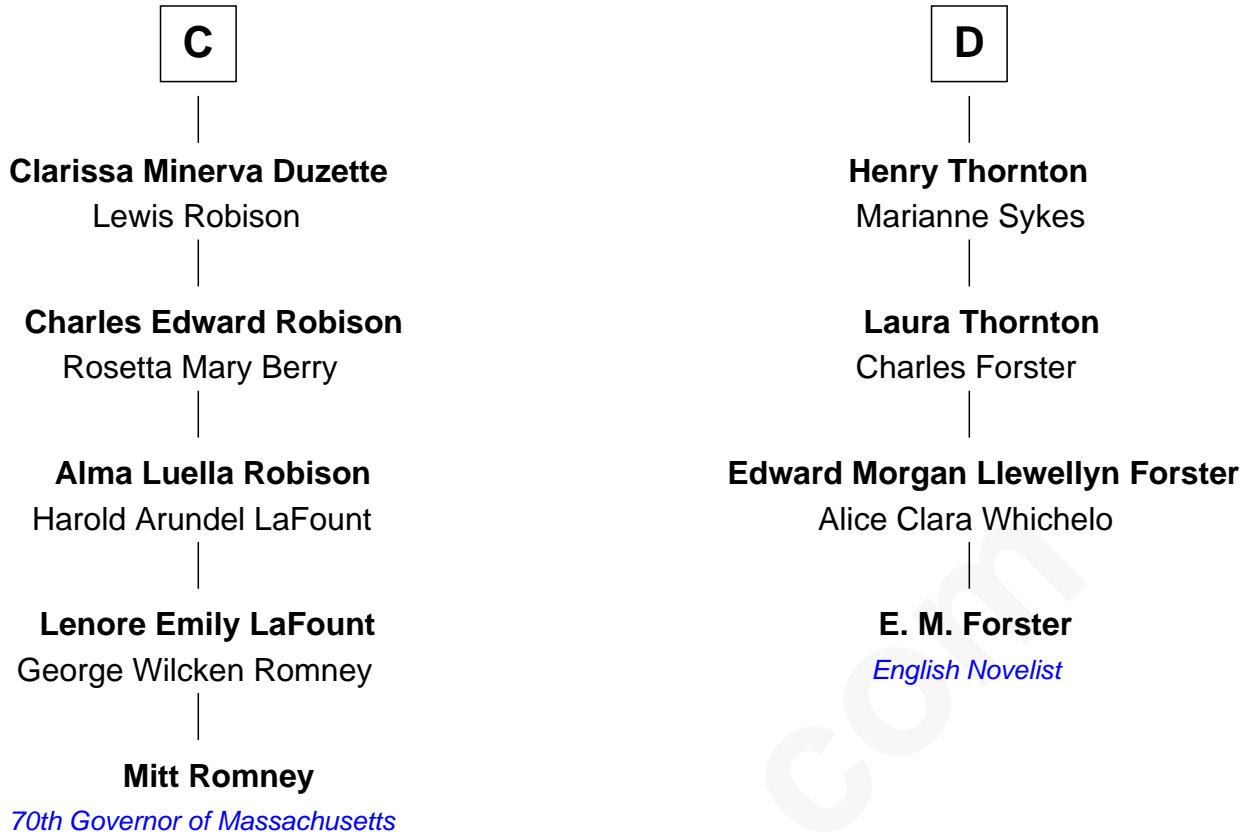 C
Clarissa Minerva Duzette
Lewis Robison
Charles Edward Robison
Rosetta Mary Berry
Alma Luella Robison
Harold Arundel LaFount
Lenore Emily LaFount
George Wilcken Romney
Mitt Romney
70th Governor of Massachusetts
D
Henry Thornton
Marianne Sykes
Laura Thornton
Charles Forster
Edward Morgan Llewellyn Forster
Alice Clara Whichelo
E. M. Forster
English Novelist
com